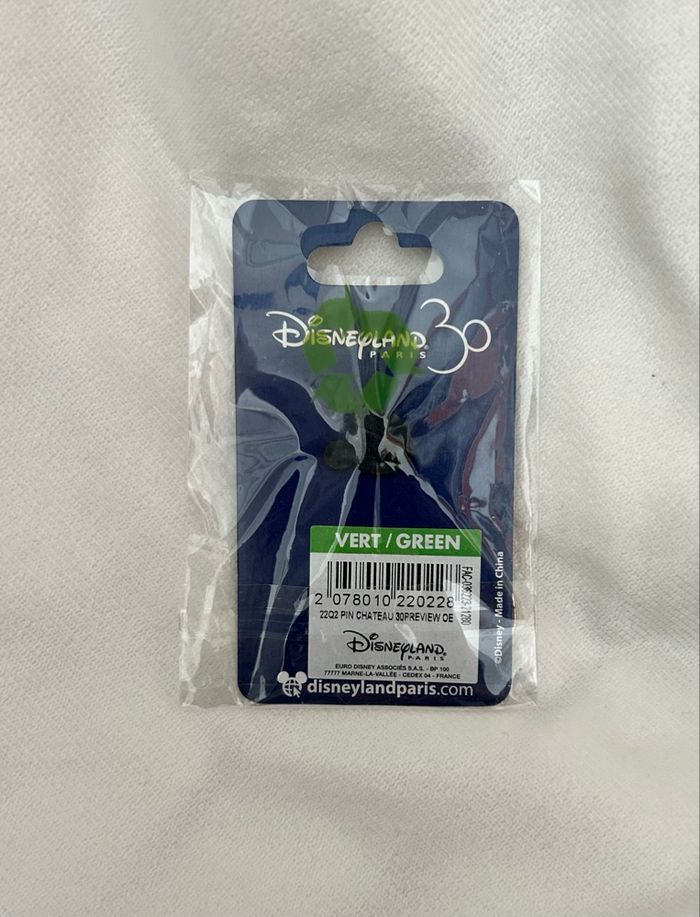 DISNEYLAND® 30
PARIS
VERT / GREEN
2 078010 220228
22Q2 PIN CHATEAU 30PREVIEW OE
DISNEYLAND®
PARIS
EURO DISNEY ASSOCIÉS S.A.S. - BP 100
77777 MARNE-LA-VALLÉE - CEDEX 04 - FRANCE
disneylandparis.com
©Disney - Made in China